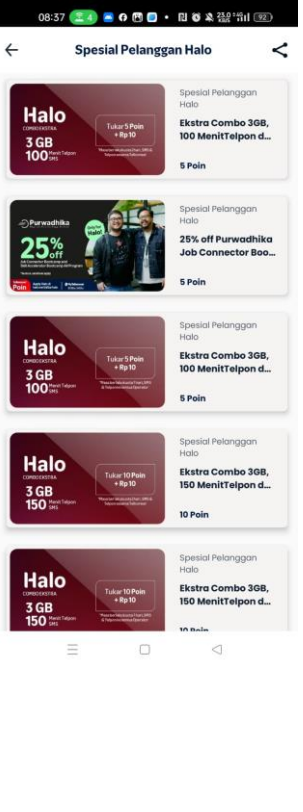 08:37
4
92
Spesial Pelanggan Halo
Halo
COMBO EKSTRA
3 GB
100 Menit Telpon
SMS
Tukar 5 Poin
+ Rp10
Spesial Pelanggan
Halo
Ekstra Combo 3GB,
100 MenitTelpon d...
5 Poin
Purwadhika
25%
off
Halo!
Poin
Spesial Pelanggan
Halo
25% off Purwadhika
Job Connector Boo...
5 Poin
Halo
COMBO EKSTRA
3 GB
100 Menit Telpon
SMS
Tukar 5 Poin
+ Rp10
Spesial Pelanggan
Halo
Ekstra Combo 3GB,
100 MenitTelpon d...
5 Poin
Halo
COMBO EKSTRA
3 GB
150 Menit Telpon
SMS
Tukar 10 Poin
+ Rp10
Spesial Pelanggan
Halo
Ekstra Combo 3GB,
150 MenitTelpon d...
10 Poin
Halo
COMBO EKSTRA
3 GB
150 Menit Telpon
SMS
Tukar 10 Poin
+ Rp10
Spesial Pelanggan
Halo
Ekstra Combo 3GB,
150 MenitTelpon d...
10 Poin